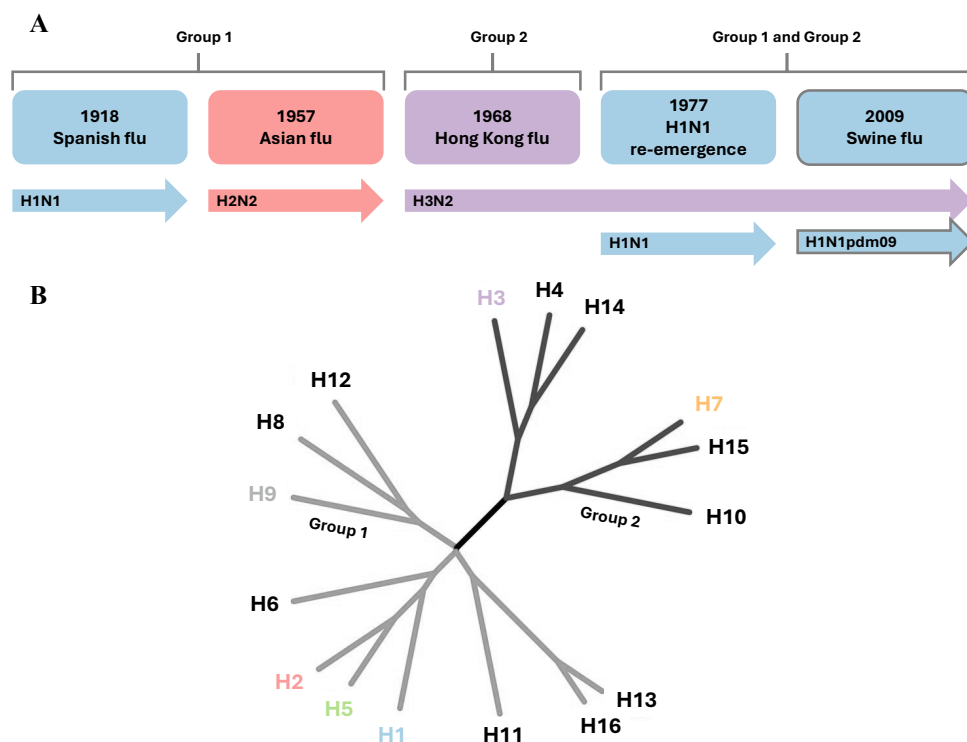 A
Group 1
Group 2
Group 1 and Group 2
1918
Spanish flu
1957
Asian flu
1968
Hong Kong flu
1977
H1N1
re-emergence
2009
Swine flu
H1N1
H2N2
H3N2
H1N1
H1N1pdm09
B
H3
H4
H14
H12
H8
H7
H15
H9
Group 1
Group 2
H10
H6
H2
H5
H1
H11
H16
H13